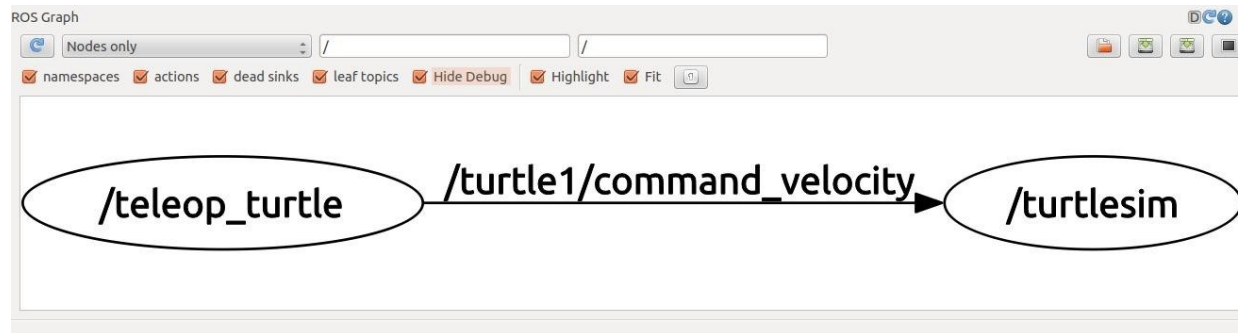 ROS Graph
D
Nodes only / /
namespaces actions dead sinks leaf topics Hide Debug Highlight Fit
/teleop_turtle /turtle1/command_velocity /turtlesim